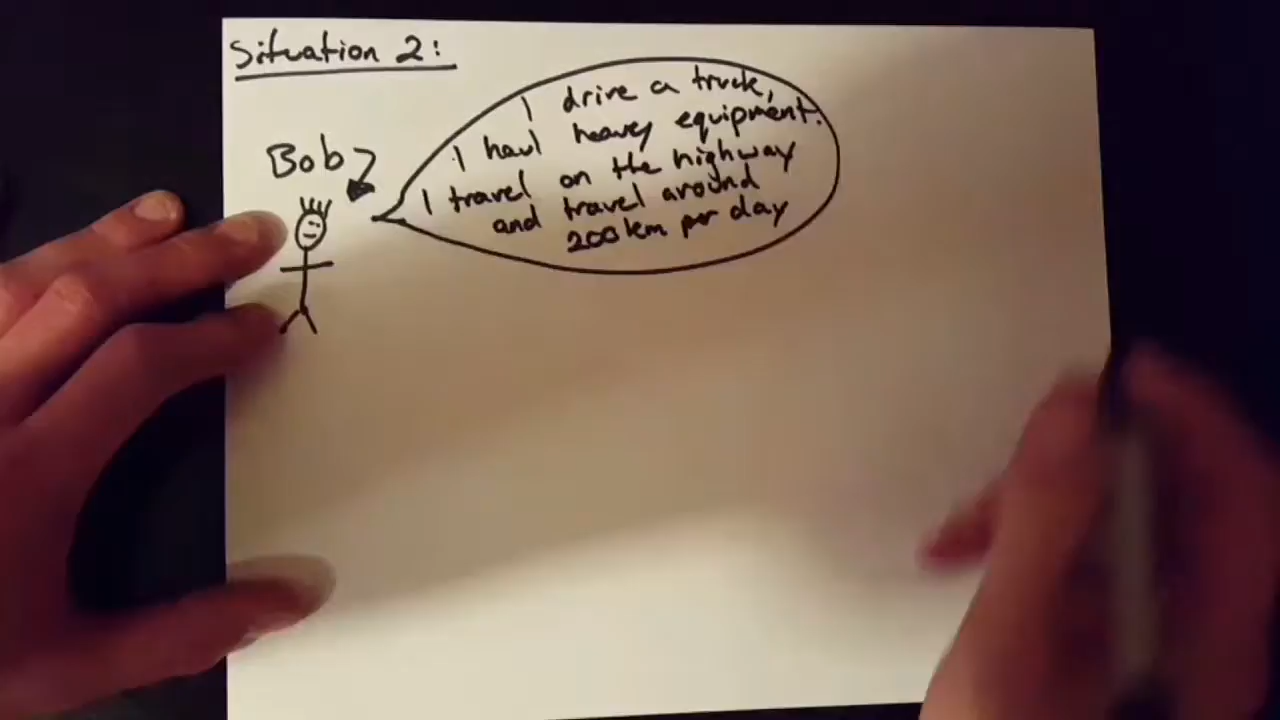 Situation 2:
Bob
I drive a truck,
I haul heavy equipment.
I travel on the highway
and travel around
200 km per day